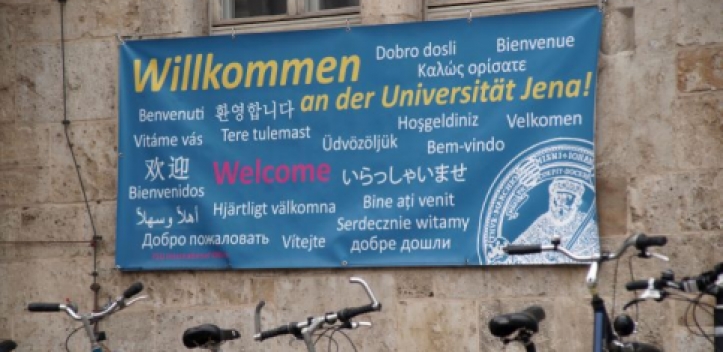 Dobro dosli Bienvenue
Willkommen Καλώς ορίσατε
an der Universität Jena!
Benvenuti 환영합니다 Hoşgeldiniz Velkomen
Vitáme vás Tere tulemast Üdvözöljük Bem-vindo
欢迎 Welcome いらっしゃいませ
Bienvenidos
أهلا وسهلا Hjärtligt välkomna Bine ați venit
Serdecznie witamy
Добро пожаловать Vítejte добре дошли